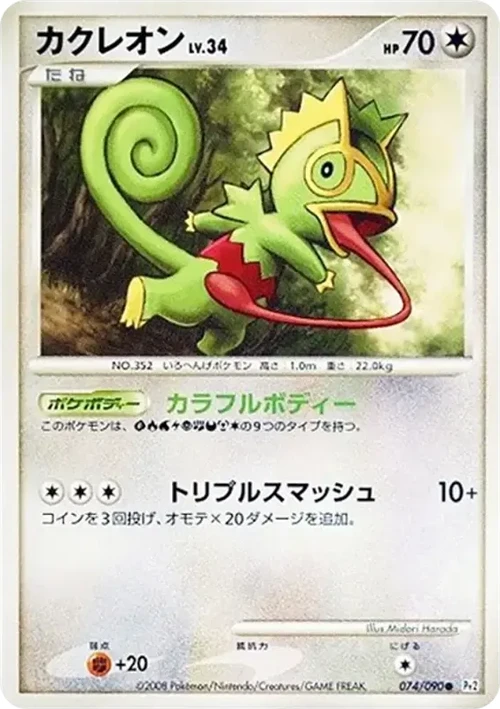 カクレオン LV.34 HP70
たね
NO.352 いろへんげポケモン 高さ:1.0m 重さ:22.0kg
ポケボディー カラフルボディー
このポケモンは、の9つのタイプを持つ。
トリプルスマッシュ 10+
コインを3回投げ、オモテ×20ダメージを追加。
Illus.Midori Harada
弱点 抵抗力 にげる
+20
©2008 Pokémon/Nintendo/Creatures/GAME FREAK. 074/090 Pt2